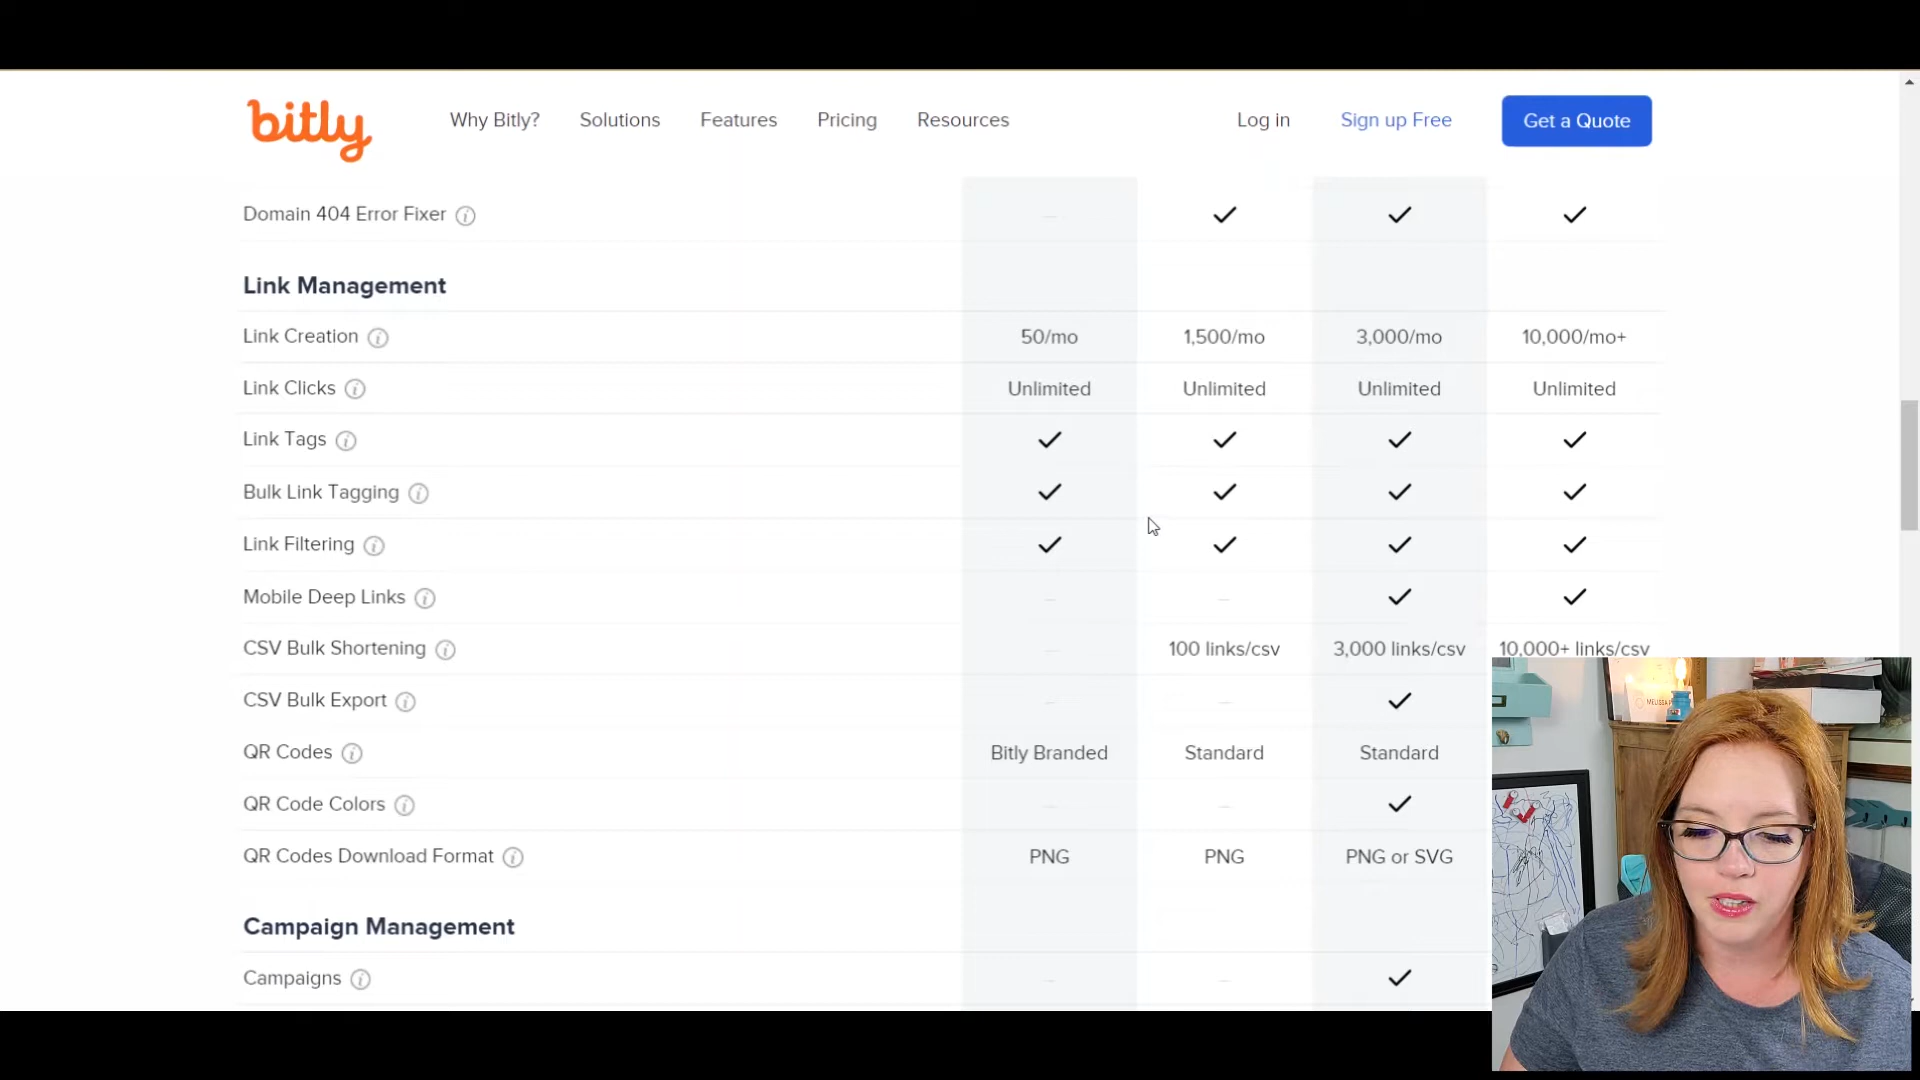 bitly Why Bitly? Solutions Features Pricing Resources Log in Sign up Free Get a Quote
Domain 404 Error Fixer
Link Management
Link Creation 50/mo 1,500/mo 3,000/mo 10,000/mo+
Link Clicks Unlimited Unlimited Unlimited Unlimited
Link Tags
Bulk Link Tagging
Link Filtering
Mobile Deep Links
CSV Bulk Shortening 100 links/csv 3,000 links/csv 10,000+ links/csv
CSV Bulk Export
QR Codes Bitly Branded Standard Standard
QR Code Colors
QR Codes Download Format PNG PNG PNG or SVG
Campaign Management
Campaigns